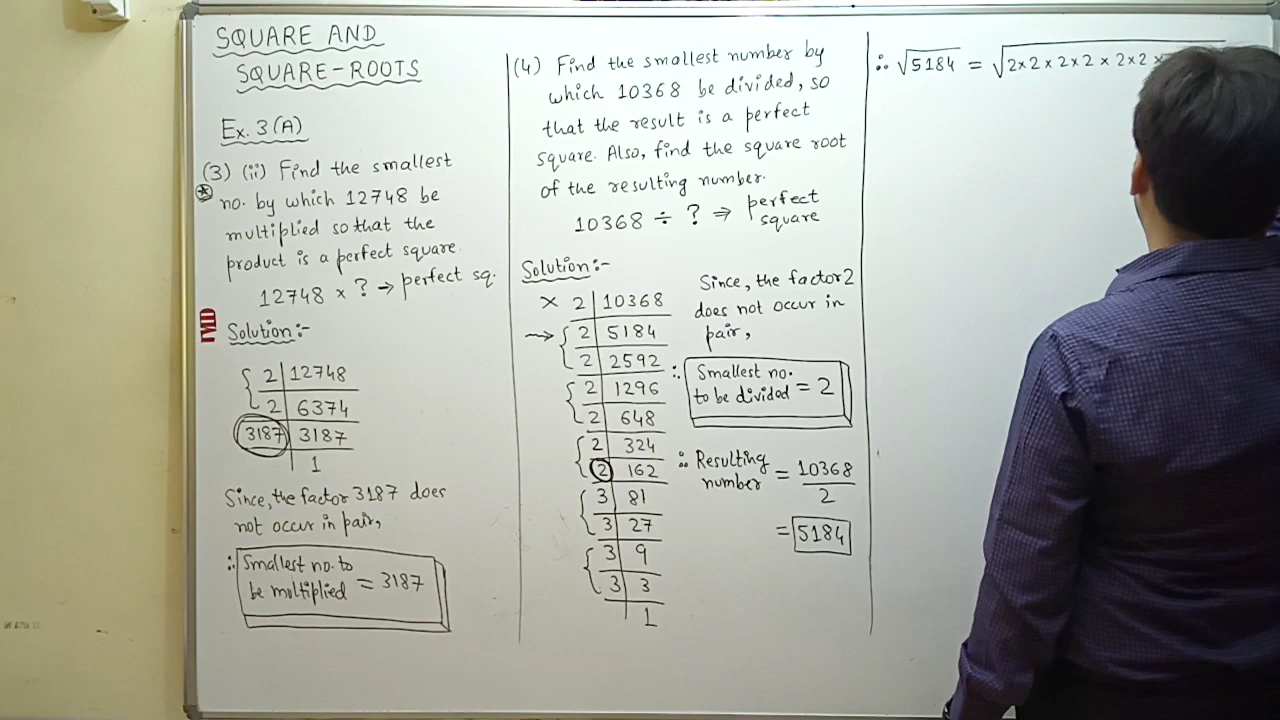 SQUARE AND
SQUARE-ROOTS
Ex. 3(A)
(3) (ii) Find the smallest
no. by which 12748 be
multiplied so that the
product is a perfect square.
12748 × ? → perfect sq.
Solution:-
2 | 12748
2 | 6374
3187 | 3187
1
Since, the factor 3187 does
not occur in pair,
∴ Smallest no. to
be multiplied = 3187
(4) Find the smallest number by
which 10368 be divided, so
that the result is a perfect
square. Also, find the square root
of the resulting number.
10368 ÷ ? ⇒ perfect
square
Solution:-
× 2 | 10368
→ 2 | 5184
2 | 2592
2 | 1296
2 | 648
2 | 324
2 | 162
3 | 81
3 | 27
3 | 9
3 | 3
1
Since, the factor 2
does not occur in
pair,
∴ Smallest no.
to be divided = 2
∴ Resulting
number = 10368
2
= 5184
∴ √5184 = √2×2×2×2×2×2×